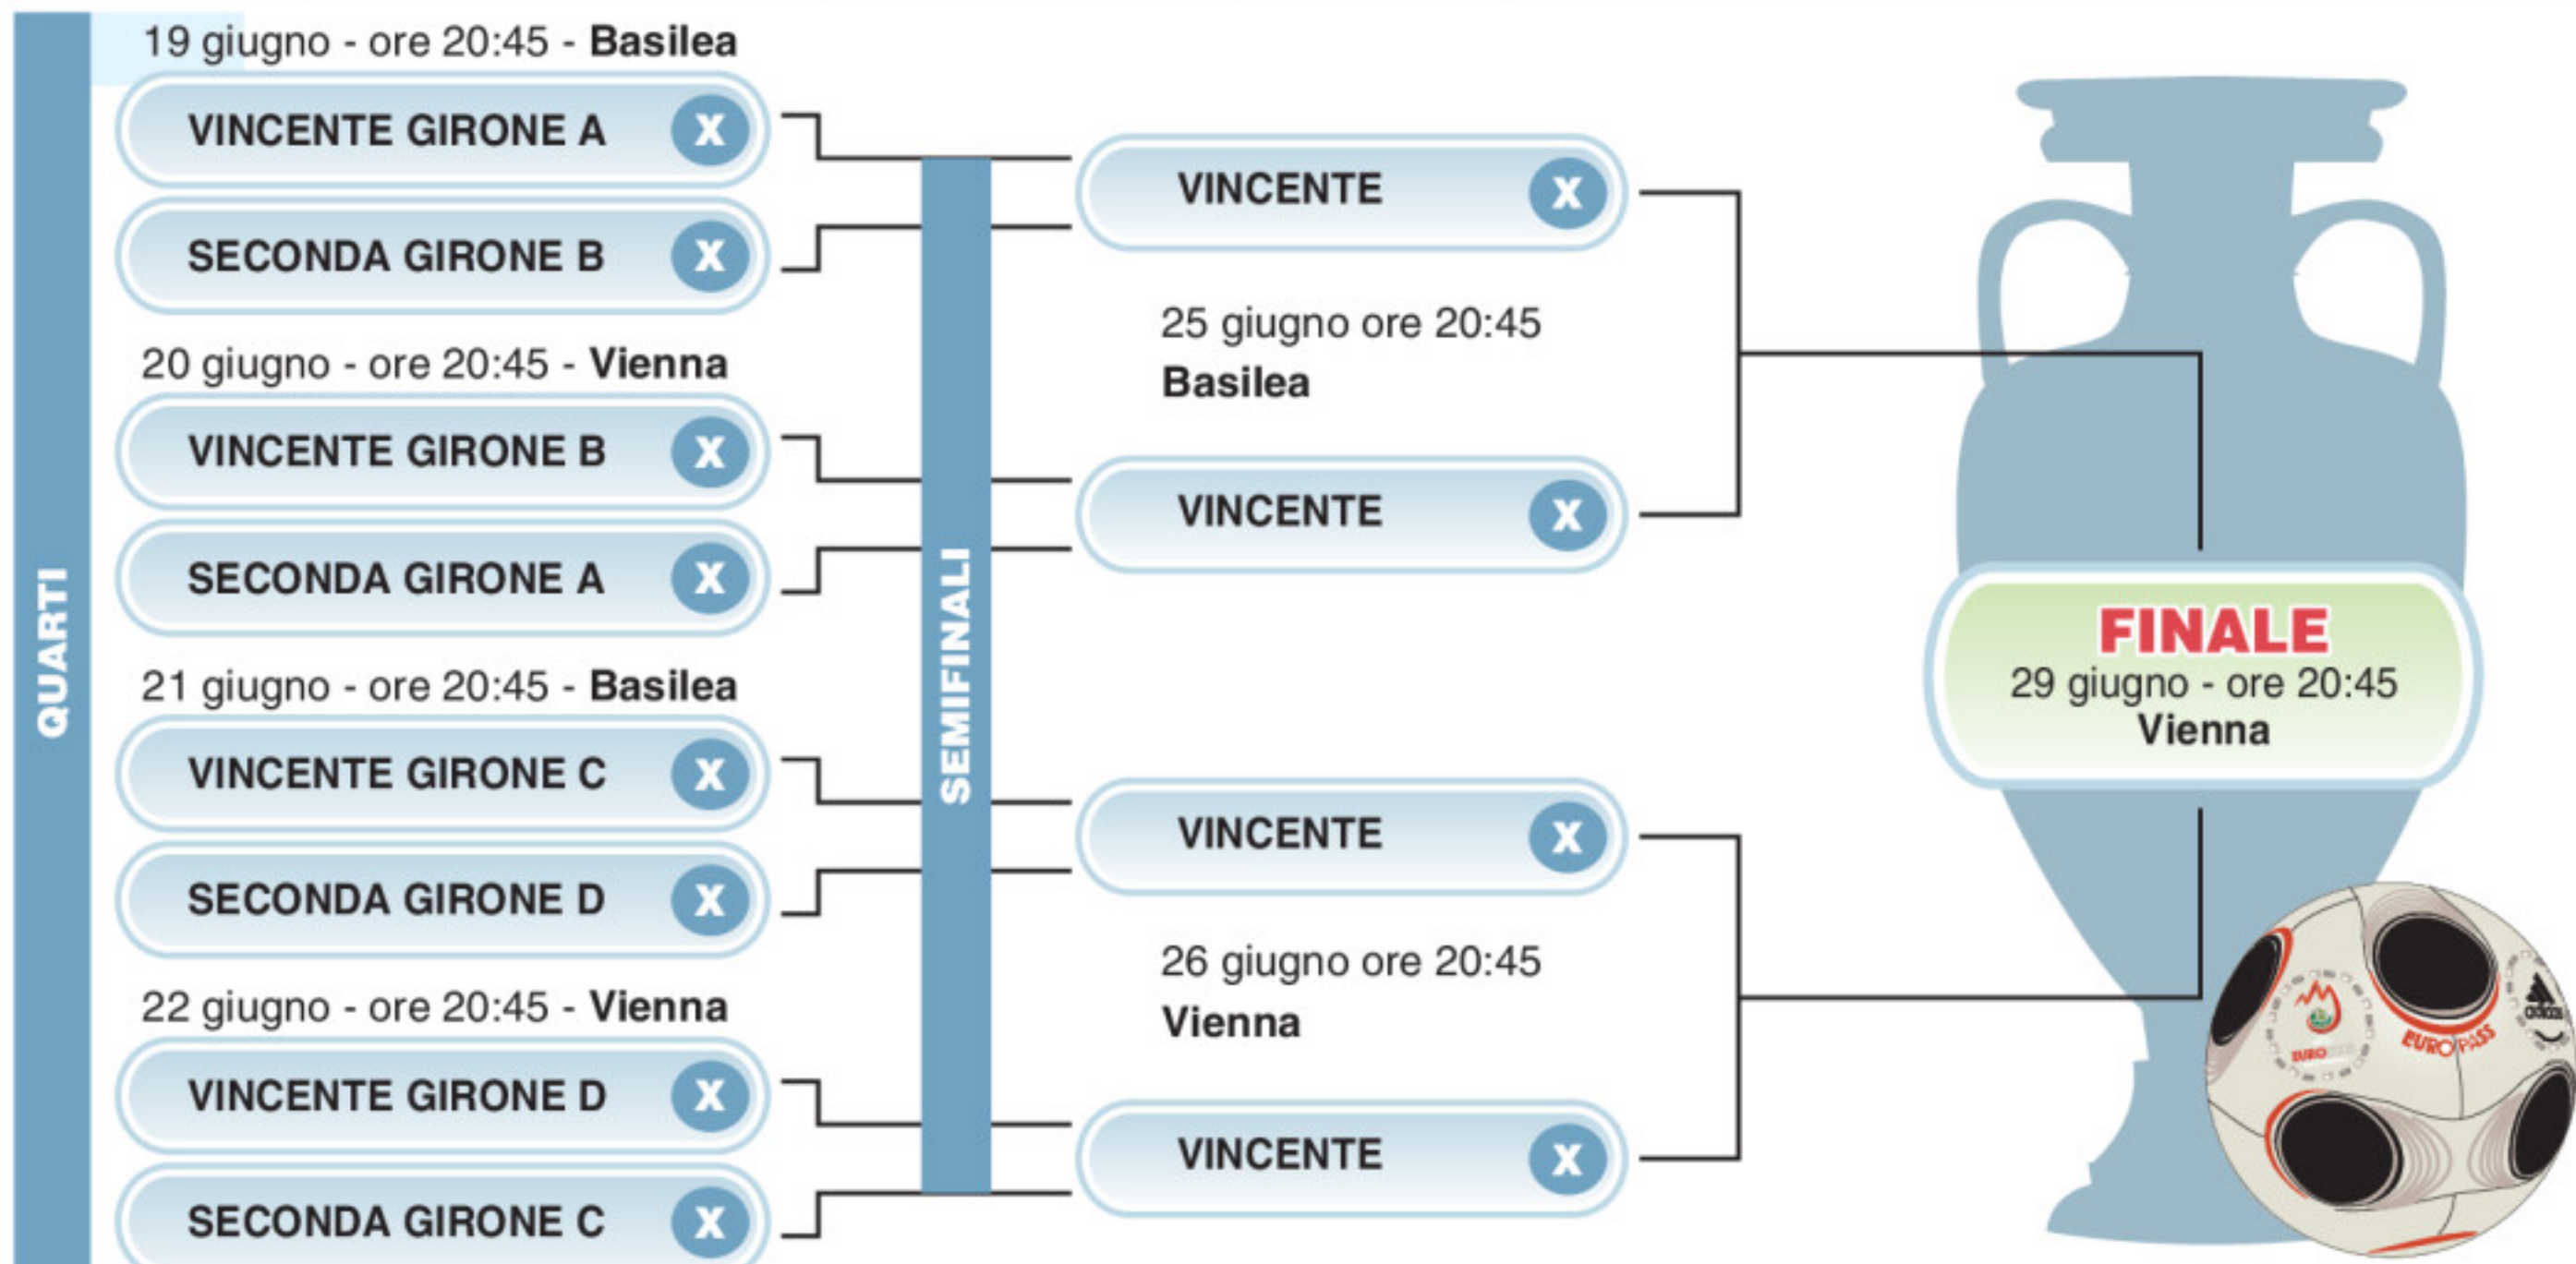 QUARTI
19 giugno - ore 20:45 - Basilea
VINCENTE GIRONE A X
SECONDA GIRONE B X
20 giugno - ore 20:45 - Vienna
VINCENTE GIRONE B X
SECONDA GIRONE A X
21 giugno - ore 20:45 - Basilea
VINCENTE GIRONE C X
SECONDA GIRONE D X
22 giugno - ore 20:45 - Vienna
VINCENTE GIRONE D X
SECONDA GIRONE C X
SEMIFINALI
VINCENTE X
25 giugno ore 20:45
Basilea
VINCENTE X
VINCENTE X
26 giugno ore 20:45
Vienna
VINCENTE X
FINALE
29 giugno - ore 20:45
Vienna
EURO
EUROPASS
adidas